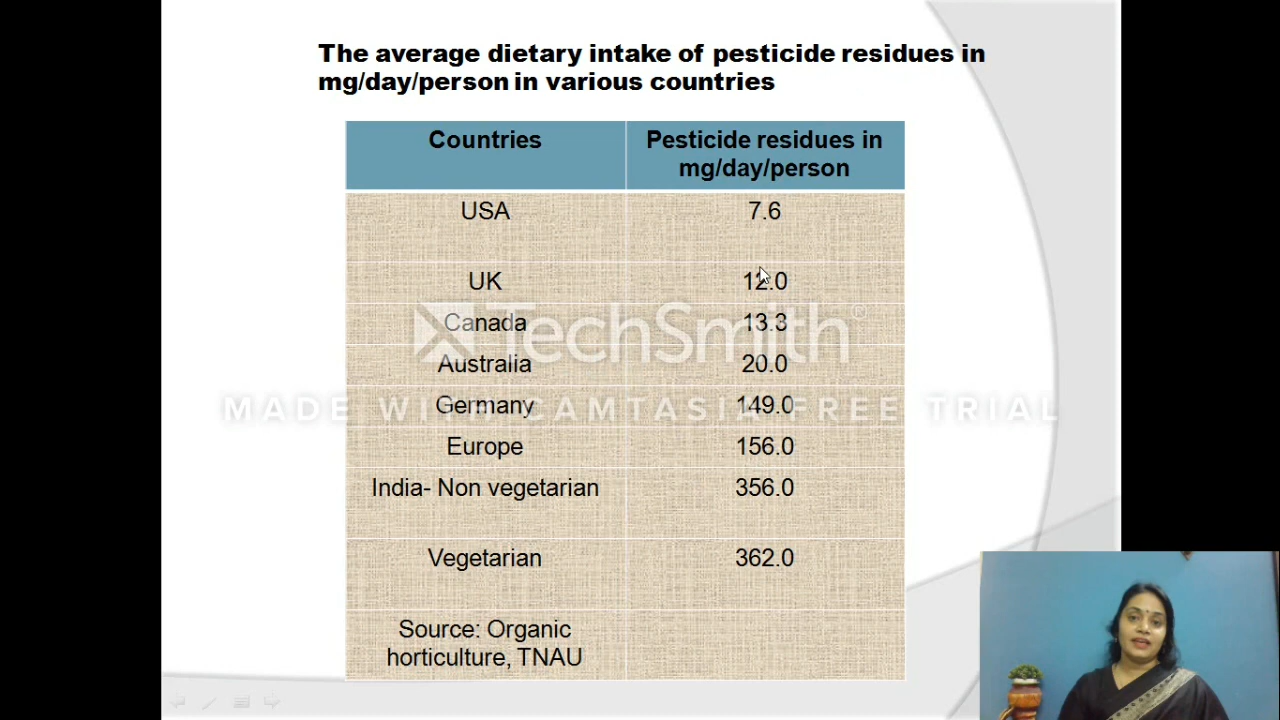 The average dietary intake of pesticide residues in
mg/day/person in various countries
Countries
Pesticide residues in
mg/day/person
USA
7.6
UK
12.0
Canada
13.3
Australia
20.0
Germany
149.0
Europe
156.0
India- Non vegetarian
356.0
Vegetarian
362.0
Source: Organic
horticulture, TNAU
TechSmith®
MADE WITH CAMTASIA FREE TRIAL